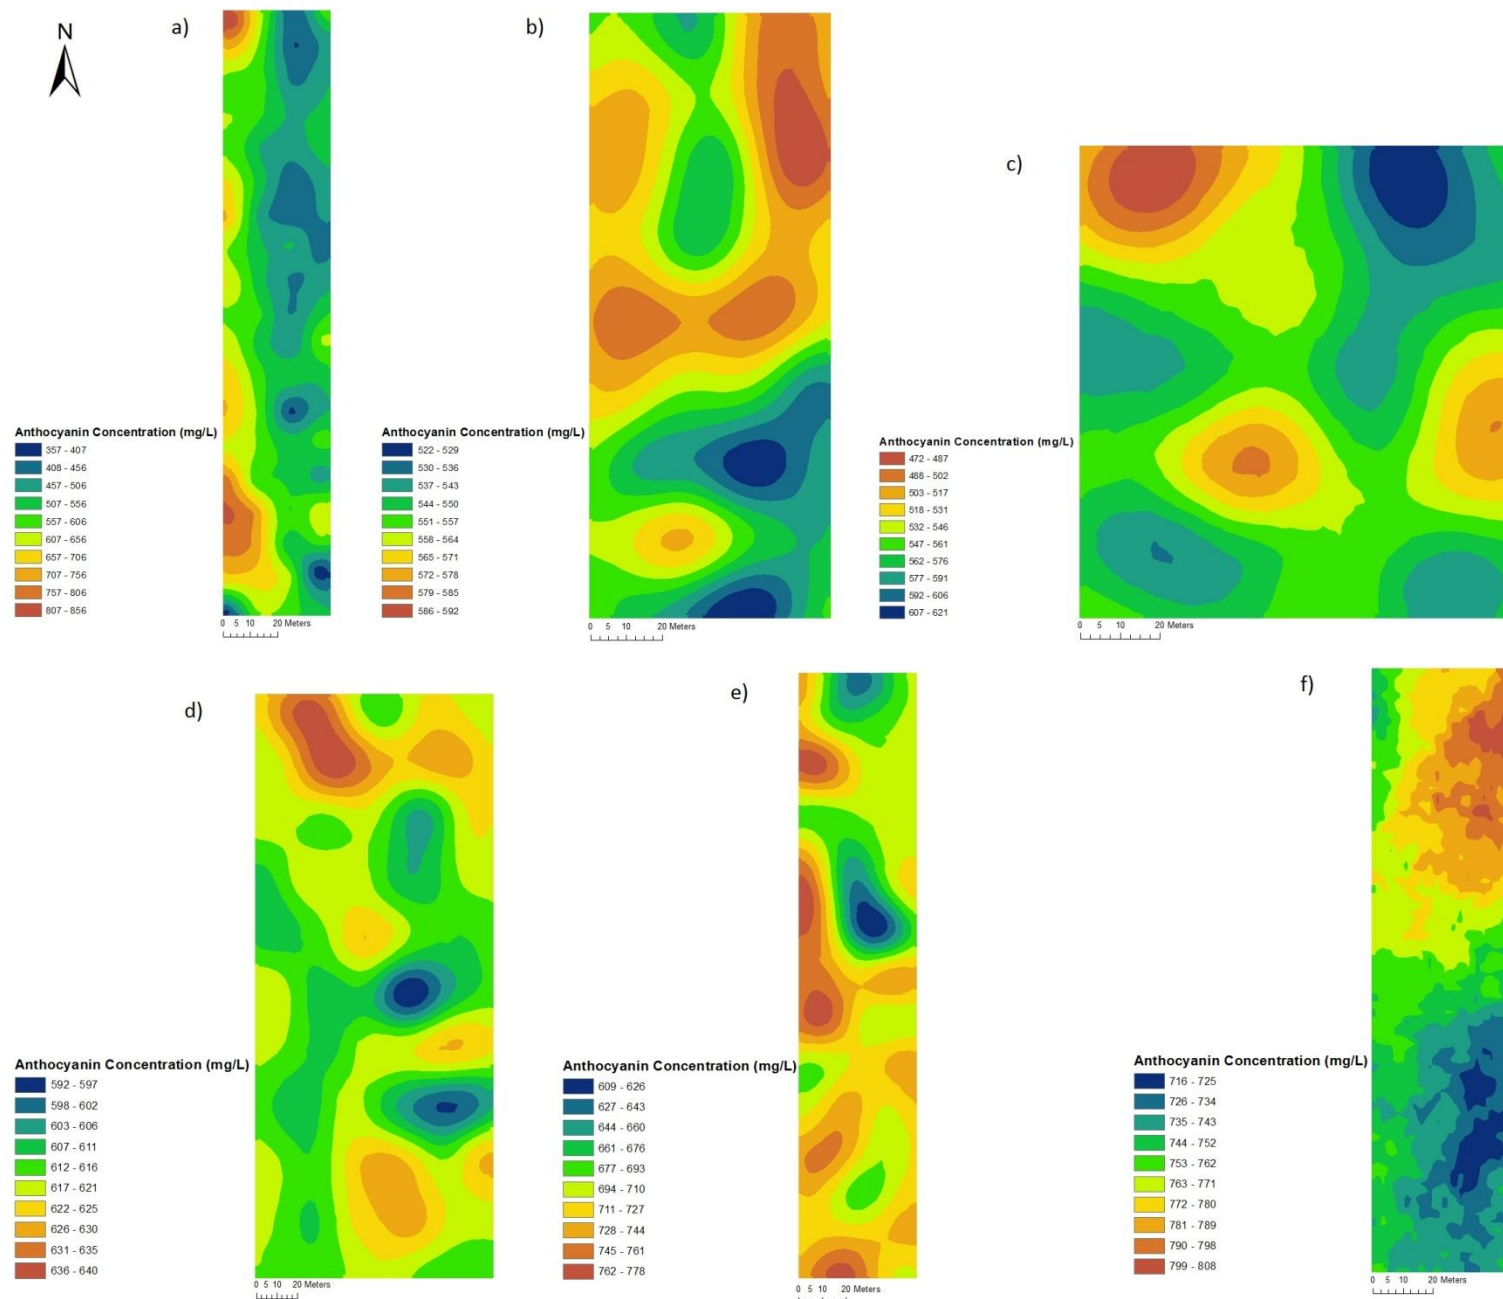 N
a)
Anthocyanin Concentration (mg/L)
357 - 407
408 - 456
457 - 506
507 - 556
557 - 606
607 - 656
657 - 706
707 - 756
757 - 806
807 - 856
0 5 10 20 Meters
b)
Anthocyanin Concentration (mg/L)
522 - 529
530 - 536
537 - 543
544 - 550
551 - 557
558 - 564
565 - 571
572 - 578
579 - 585
586 - 592
0 5 10 20 Meters
c)
Anthocyanin Concentration (mg/L)
472 - 487
488 - 502
503 - 517
518 - 531
532 - 546
547 - 561
562 - 576
577 - 591
592 - 606
607 - 621
0 5 10 20 Meters
d)
Anthocyanin Concentration (mg/L)
592 - 597
598 - 602
603 - 606
607 - 611
612 - 616
617 - 621
622 - 625
626 - 630
631 - 635
636 - 640
0 5 10 20 Meters
e)
Anthocyanin Concentration (mg/L)
609 - 626
627 - 643
644 - 660
661 - 676
677 - 693
694 - 710
711 - 727
728 - 744
745 - 761
762 - 778
0 5 10 20 Meters
f)
Anthocyanin Concentration (mg/L)
716 - 725
726 - 734
735 - 743
744 - 752
753 - 762
763 - 771
772 - 780
781 - 789
790 - 798
799 - 808
0 5 10 20 Meters